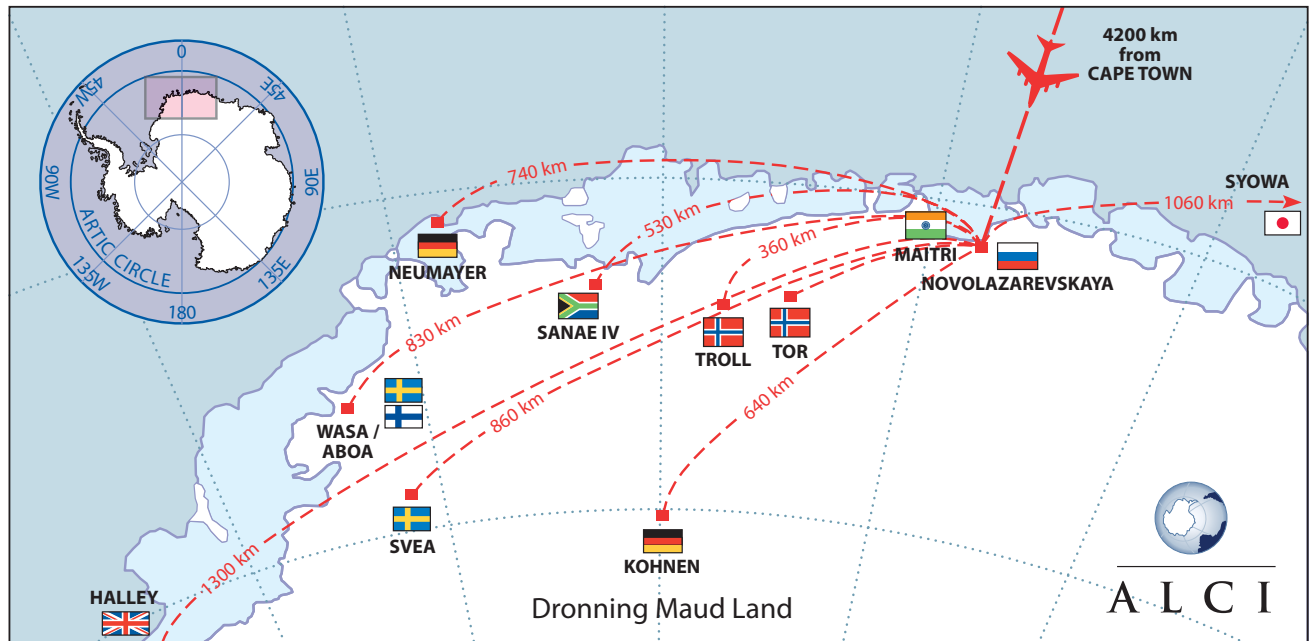 0
45E
90E
135E
180
135W
90W
45W
ARTIC CIRCLE
4200 km
from
CAPE TOWN
740 km
530 km
360 km
1060 km
SYOWA
MAITRI
NOVOLAZAREVSKAYA
NEUMAYER
SANAE IV
TROLL
TOR
830 km
860 km
640 km
WASA /
ABOA
SVEA
KOHNEN
1300 km
HALLEY
Dronning Maud Land
ALCI